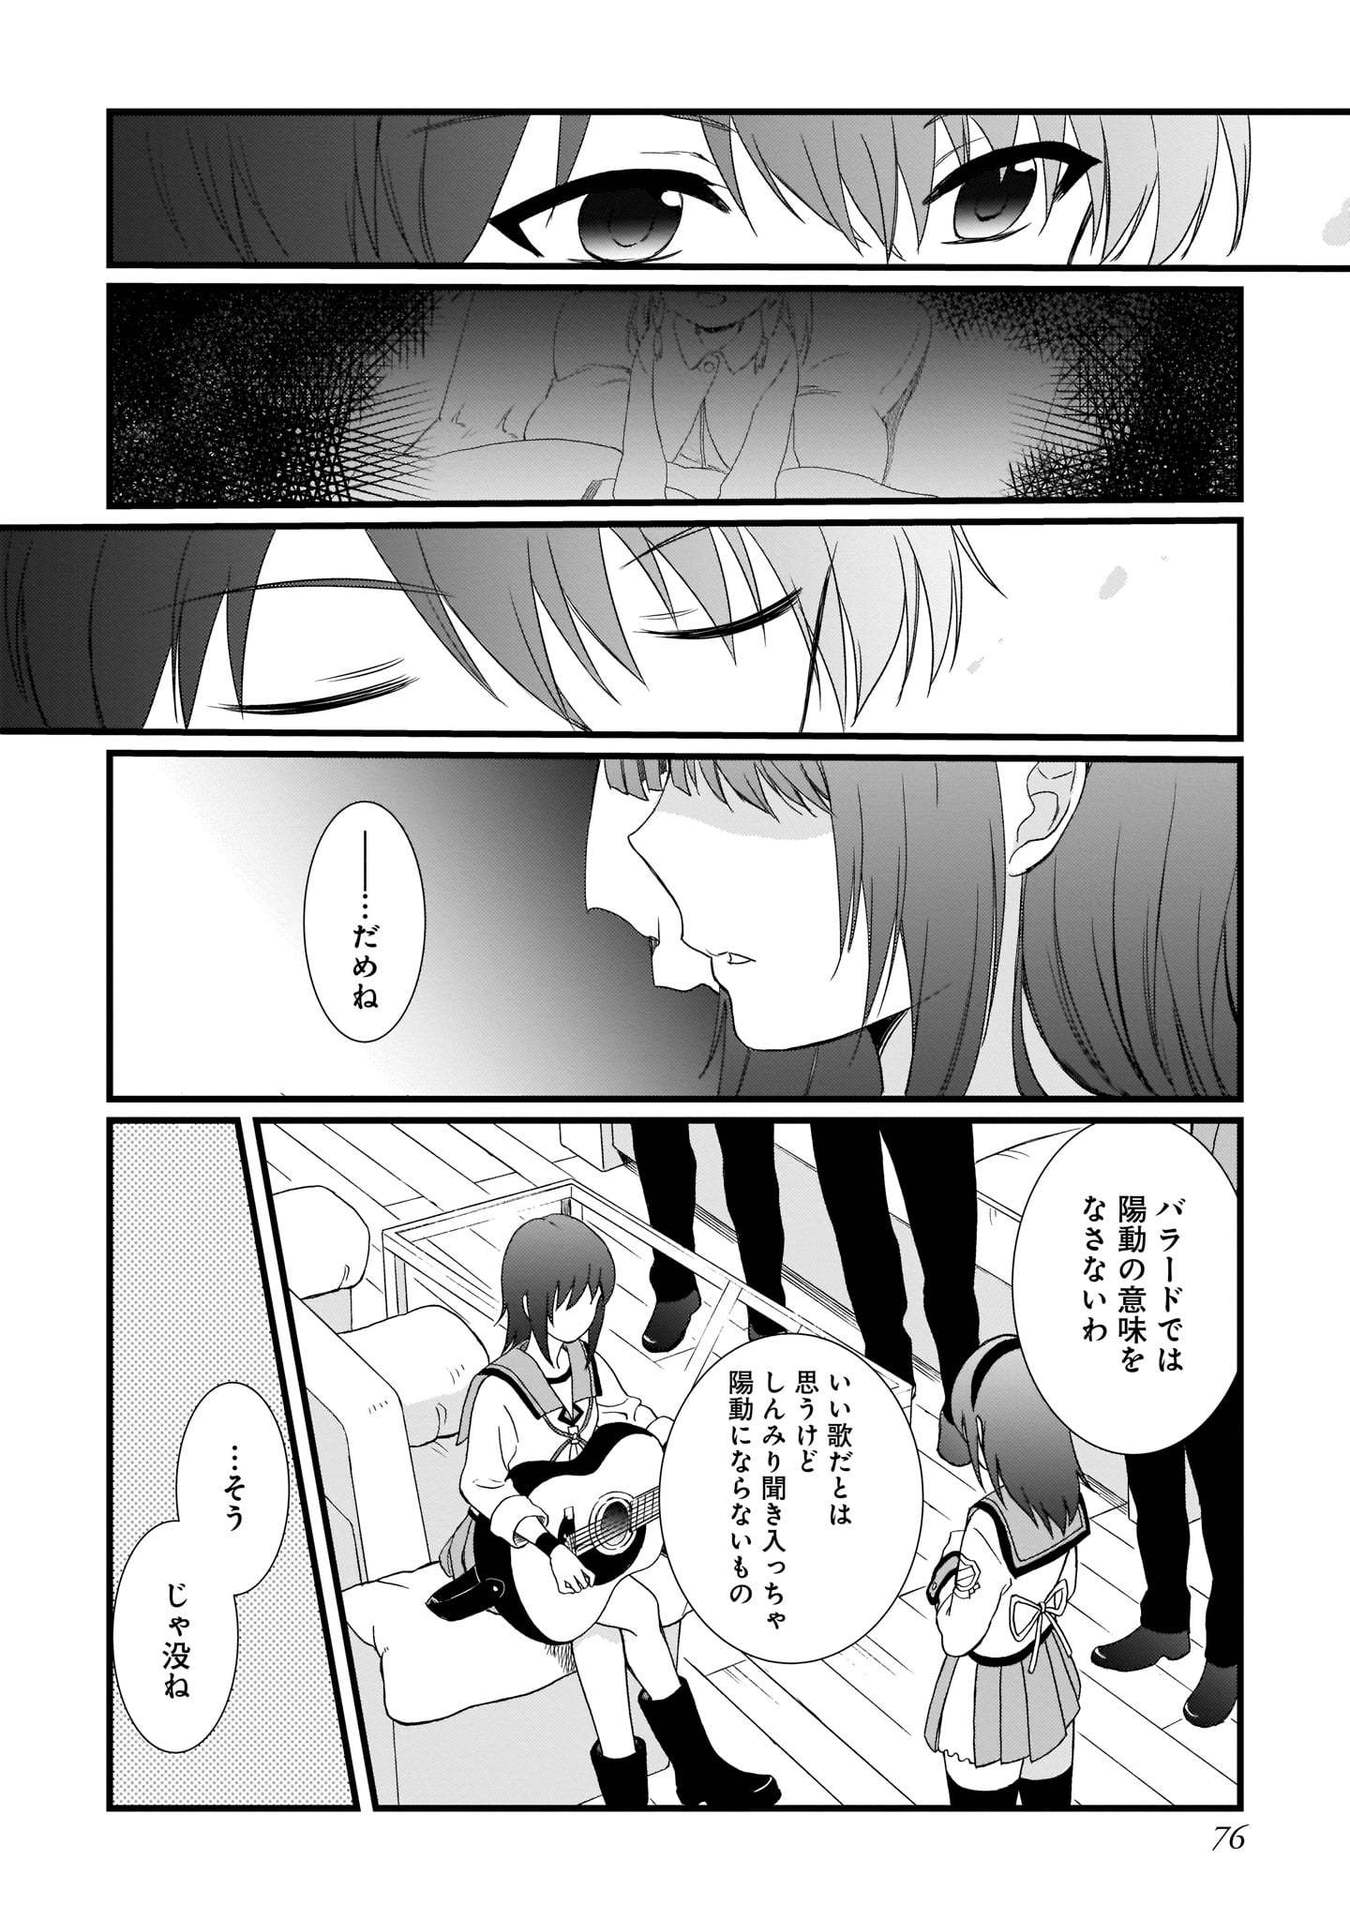 ――…だめね
バラードでは
陽動の意味を
なさないわ
いい歌だとは
思うけど
しんみり聞き入っちゃ
陽動にならないもの
…そう
じゃ没ね
76